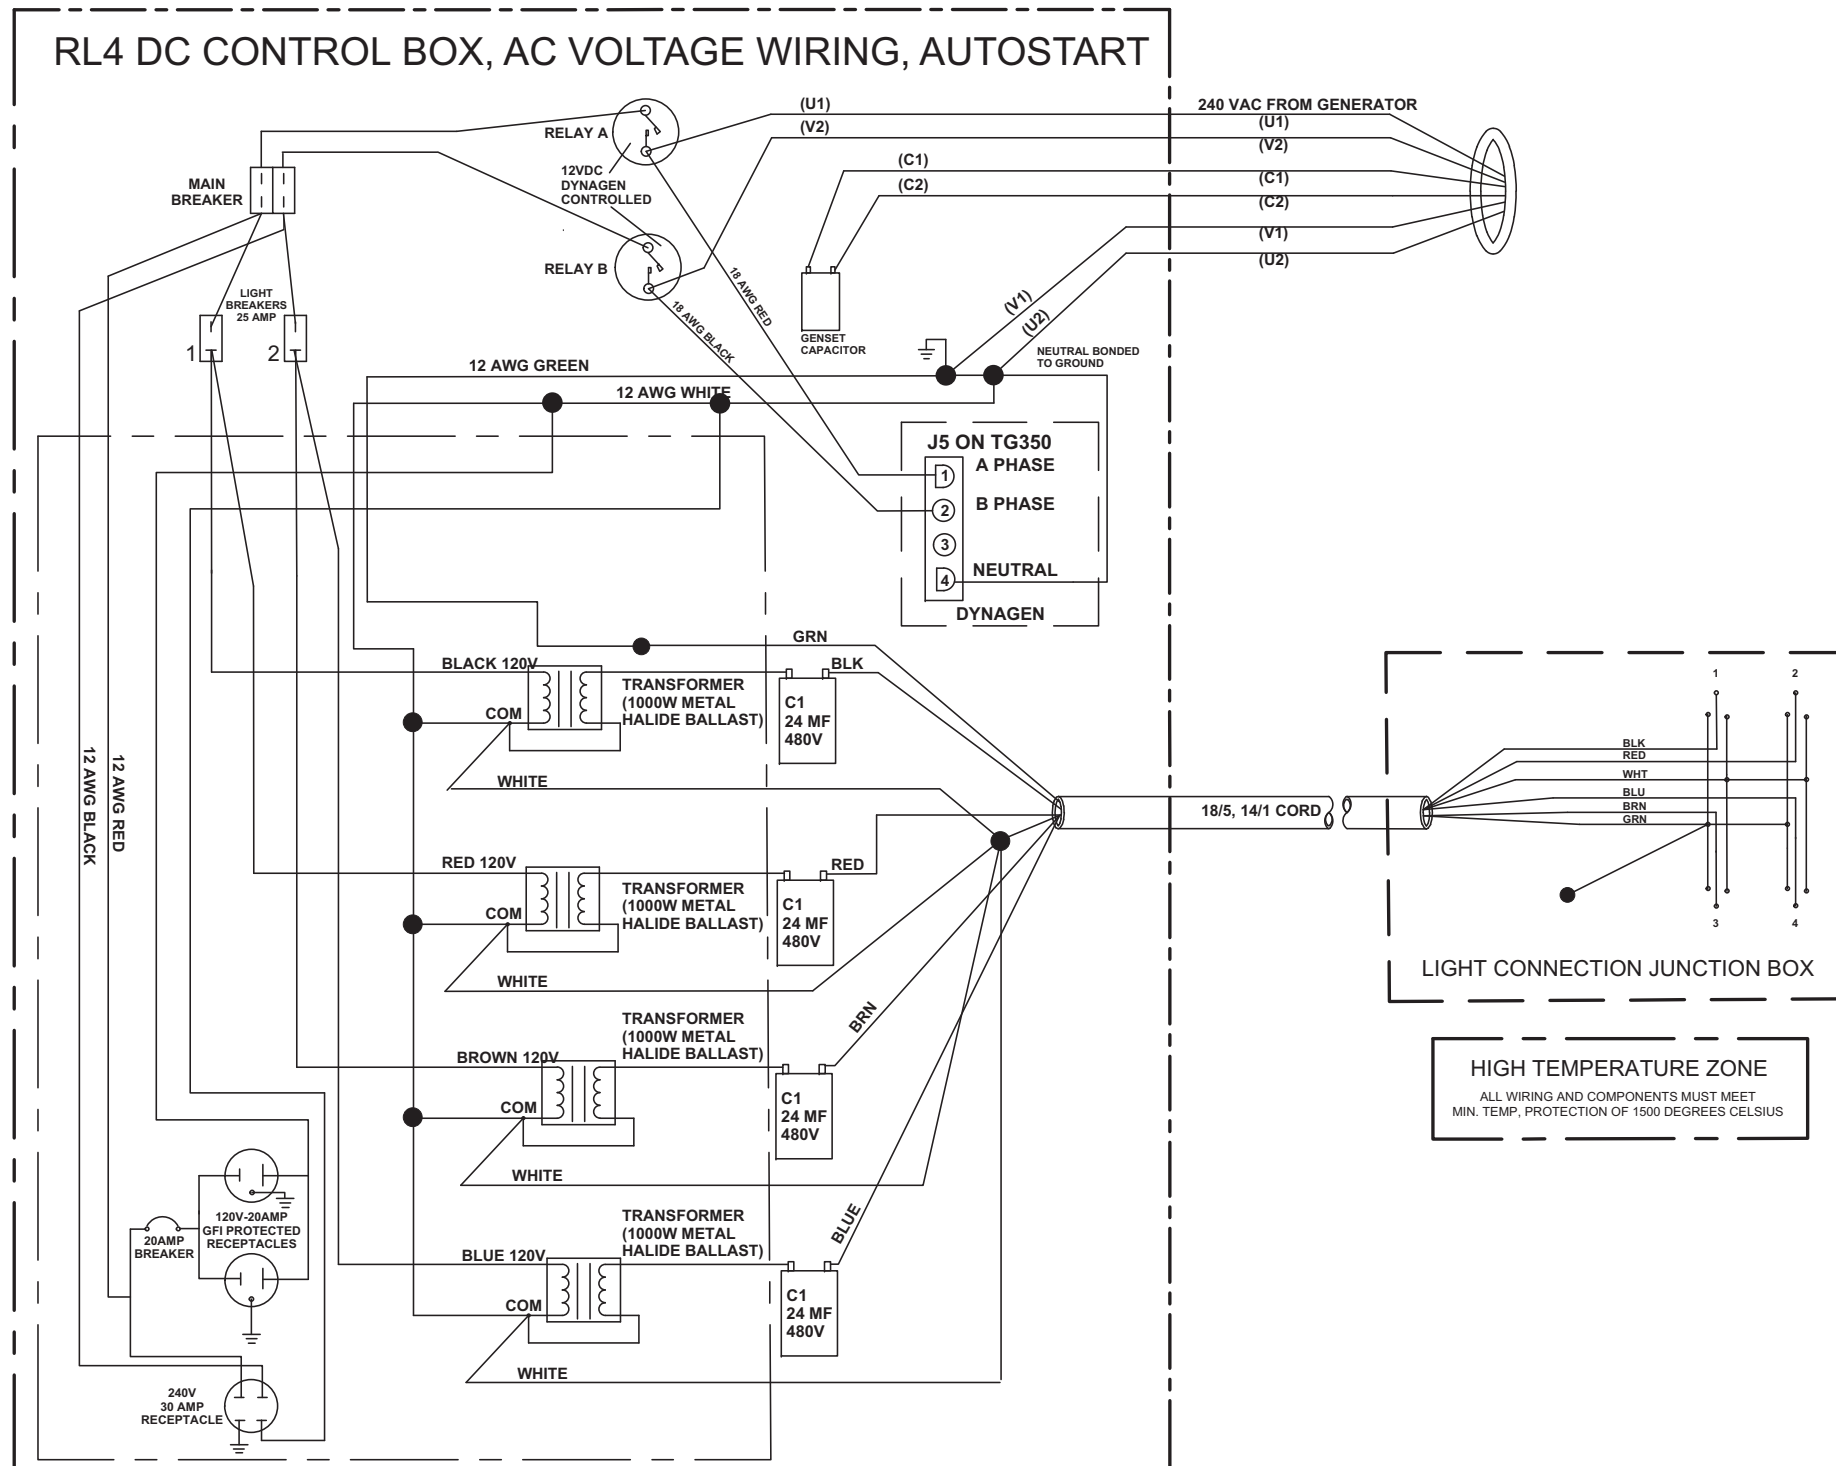 RL4 DC CONTROL BOX, AC VOLTAGE WIRING, AUTOSTART
(U1)
240 VAC FROM GENERATOR
(U1)
RELAY A
(V2)
(V2)
12VDC
DYNAGEN
CONTROLLED
(C1)
(C1)
MAIN
BREAKER
(C2)
(C2)
(V1)
(U2)
RELAY B
18 AWG RED
18 AWG BLACK
(V1)
(U2)
LIGHT
BREAKERS
25 AMP
1
2
GENSET
CAPACITOR
NEUTRAL BONDED
TO GROUND
12 AWG GREEN
12 AWG WHITE
J5 ON TG350
A PHASE
1
B PHASE
2
3
NEUTRAL
4
DYNAGEN
GRN
BLACK 120V
BLK
TRANSFORMER
(1000W METAL
HALIDE BALLAST)
C1
24 MF
480V
COM
WHITE
12 AWG RED
12 AWG BLACK
18/5, 14/1 CORD
RED 120V
RED
TRANSFORMER
(1000W METAL
HALIDE BALLAST)
C1
24 MF
480V
COM
WHITE
BRN
TRANSFORMER
(1000W METAL
HALIDE BALLAST)
BROWN 120V
C1
24 MF
480V
COM
WHITE
BLUE
TRANSFORMER
(1000W METAL
HALIDE BALLAST)
BLUE 120V
C1
24 MF
480V
COM
WHITE
120V-20AMP
GFI PROTECTED
RECEPTACLES
20AMP
BREAKER
240V
30 AMP
RECEPTACLE
1
2
BLK
RED
WHT
BLU
BRN
GRN
3
4
LIGHT CONNECTION JUNCTION BOX
HIGH TEMPERATURE ZONE
ALL WIRING AND COMPONENTS MUST MEET
MIN. TEMP, PROTECTION OF 1500 DEGREES CELSIUS